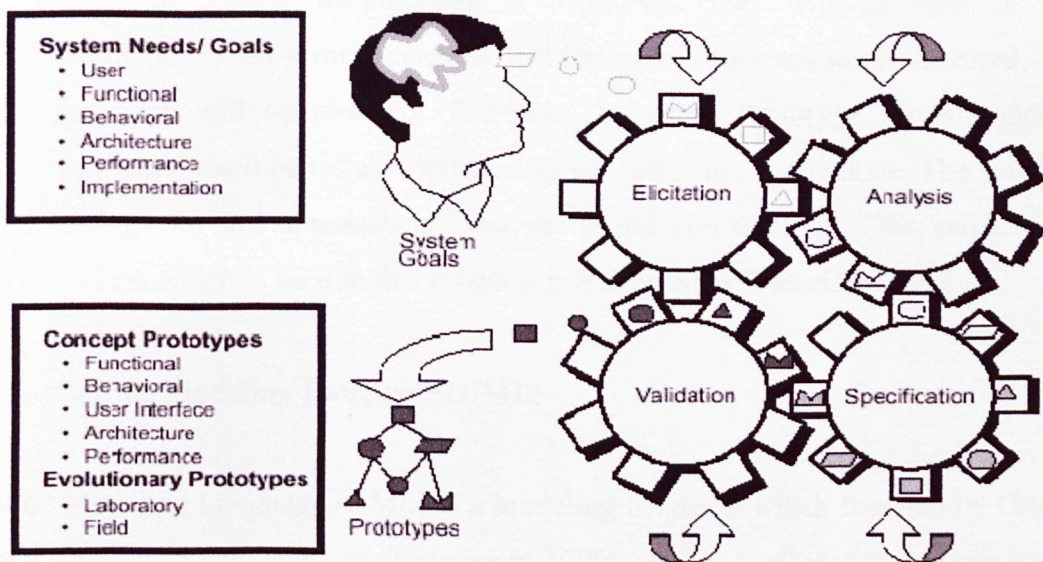 System Needs/ Goals
• User
• Functional
• Behavioral
• Architecture
• Performance
• Implementation
System
Goals
Elicitation
Analysis
Concept Prototypes
• Functional
• Behavioral
• User Interface
• Architecture
• Performance
Evolutionary Prototypes
• Laboratory
• Field
Prototypes
Validation
Specification